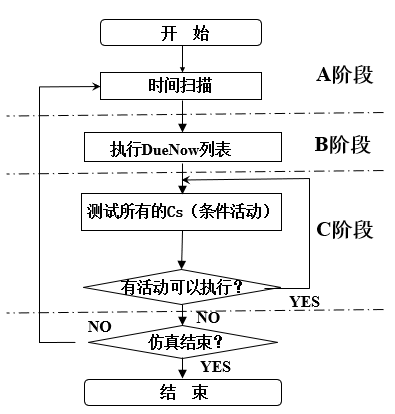 开 始
时间扫描
A阶段
执行DueNow列表
B阶段
测试所有的Cs（条件活动）
C阶段
有活动可以执行？
YES
NO
NO
仿真结束？
YES
结 束